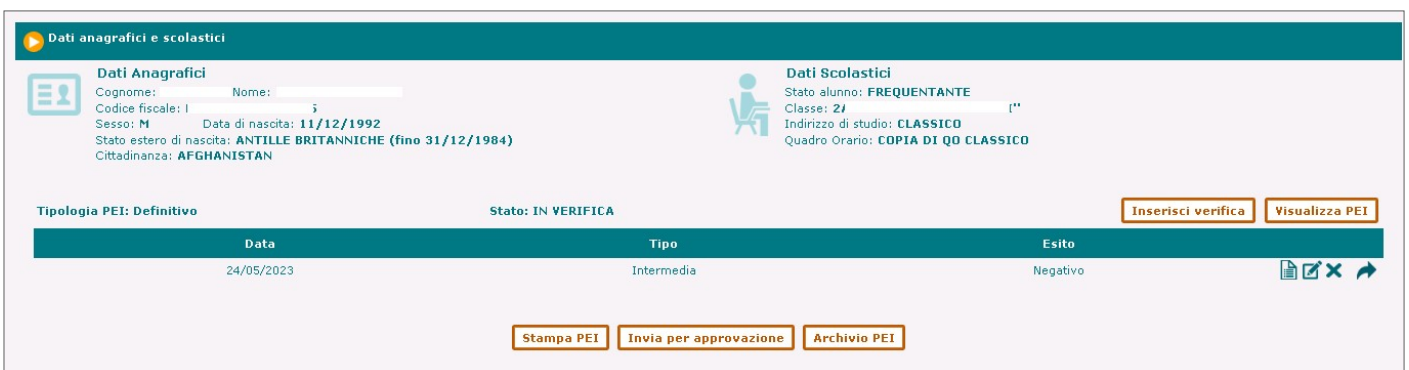 Dati anagrafici e scolastici
Dati Anagrafici
Cognome: Nome:
Codice fiscale:
Sesso: M Data di nascita: 11/12/1992
Stato estero di nascita: ANTILLE BRITANNICHE (fino 31/12/1984)
Cittadinanza: AFGHANISTAN
Dati Scolastici
Stato alunno: FREQUENTANTE
Classe:
Indirizzo di studio: CLASSICO
Quadro Orario: COPIA DI QO CLASSICO
Tipologia PEI: Definitivo Stato: IN VERIFICA Inserisci verifica Visualizza PEI
Data Tipo Esito
24/05/2023 Intermedia Negativo
Stampa PEI Invia per approvazione Archivio PEI